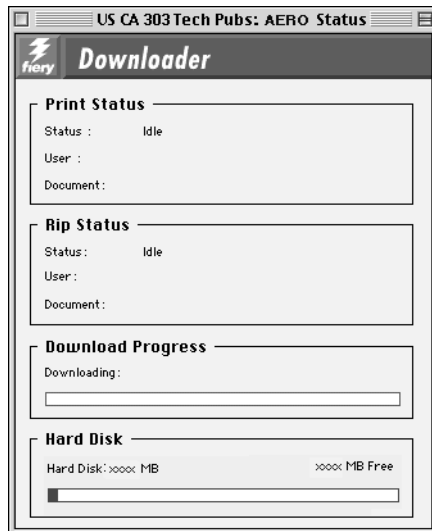 US CA 303 Tech Pubs: AERO Status
fiery
Downloader
Print Status
Status : Idle
User :
Document:
Rip Status
Status: Idle
User :
Document:
Download Progress
Downloading:
Hard Disk
Hard Disk: xxxx MB xxxx MB Free